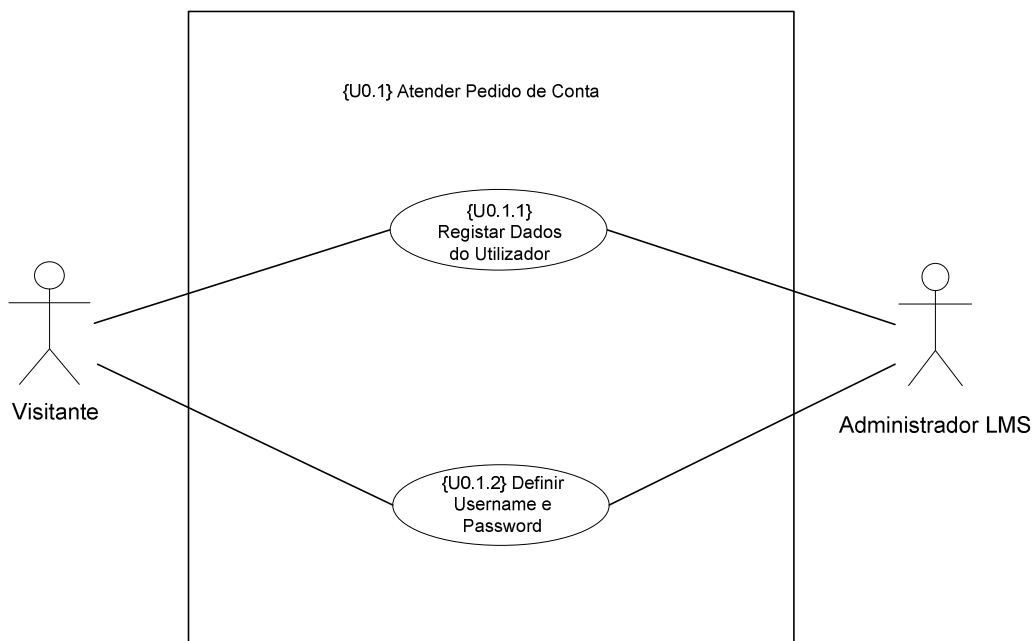 {U0.1} Atender Pedido de Conta
{U0.1.1}
Registar Dados
do Utilizador
Visitante
Administrador LMS
{U0.1.2} Definir
Username e
Password